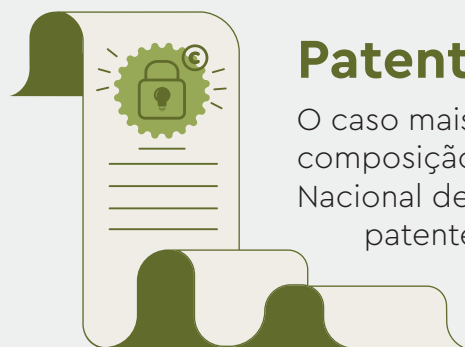 Patent
O caso mais
composição
Nacional de
patente